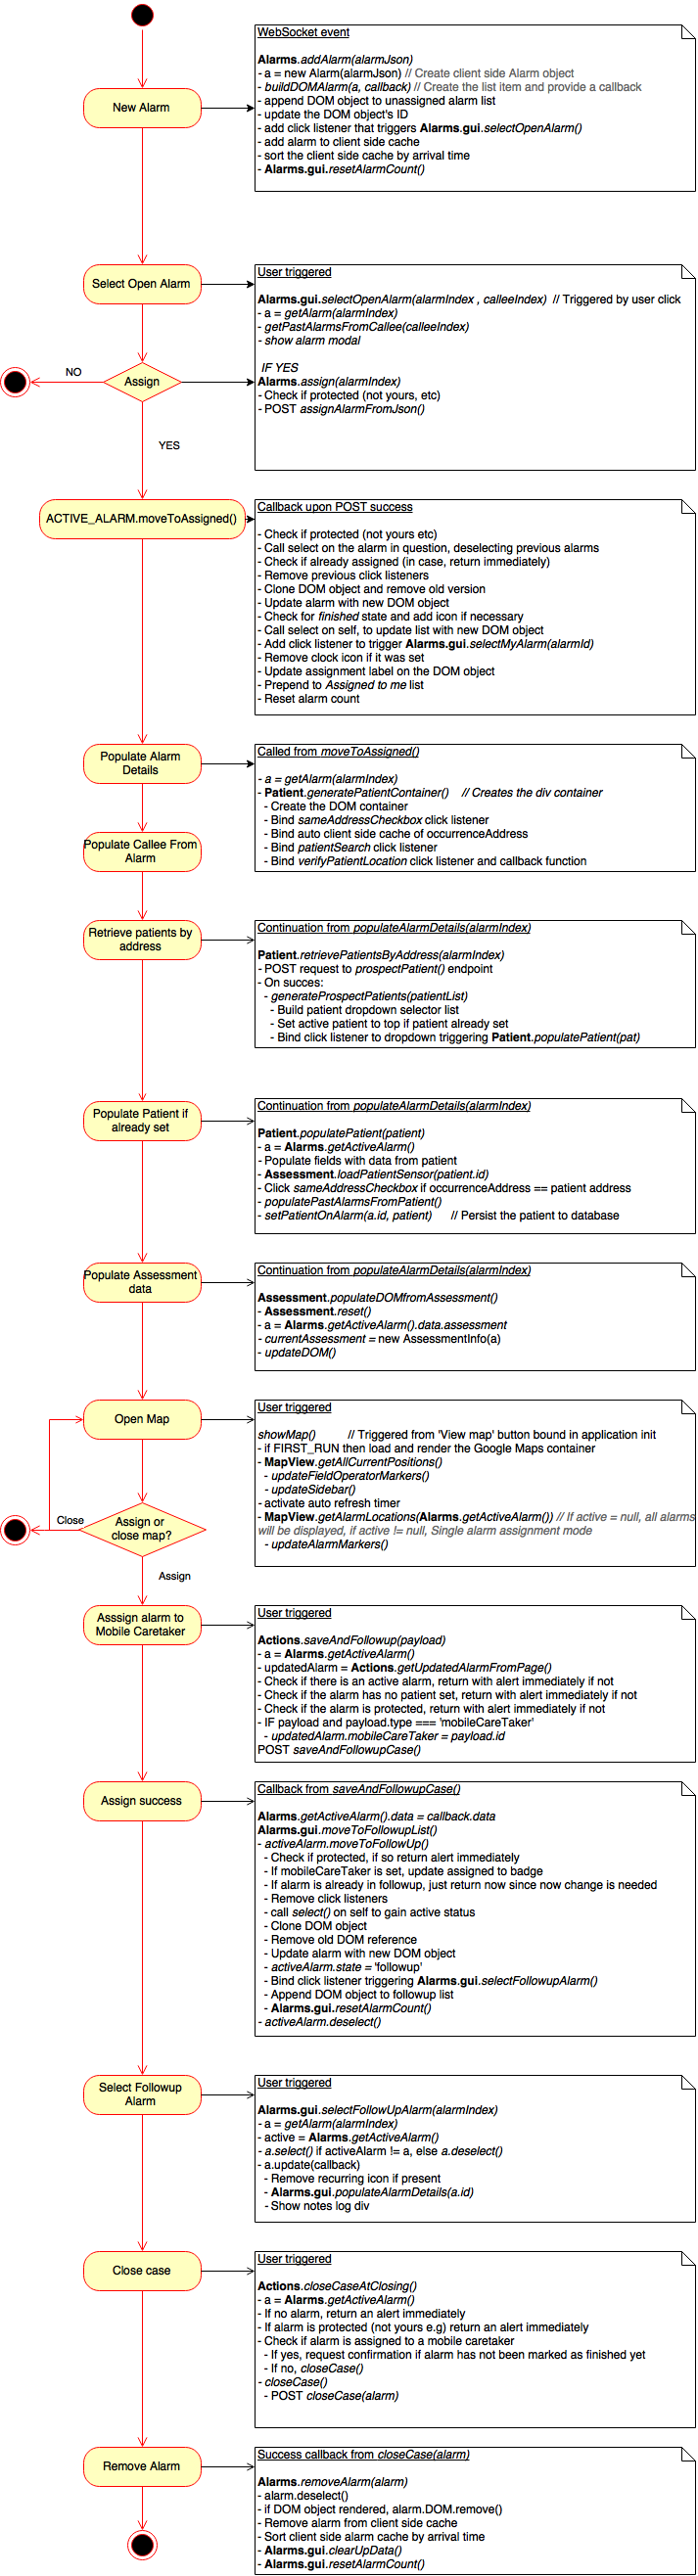 New Alarm
WebSocket event
Alarms.addAlarm(alarmJson)
- a = new Alarm(alarmJson) // Create client side Alarm object
- buildDOMAlarm(a, callback) // Create the list item and provide a callback
- append DOM object to unassigned alarm list
- update the DOM object's ID
- add click listener that triggers Alarms.gui.selectOpenAlarm()
- add alarm to client side cache
- sort the client side cache by arrival time
- Alarms.gui.resetAlarmCount()
Select Open Alarm
User triggered
Alarms.gui.selectOpenAlarm(alarmIndex , calleeIndex) // Triggered by user click
- a = getAlarm(alarmIndex)
- getPastAlarmsFromCallee(calleeIndex)
- show alarm modal
NO
Assign
YES
IF YES
Alarms.assign(alarmIndex)
- Check if protected (not yours, etc)
- POST assignAlarmFromJson()
ACTIVE_ALARM.moveToAssigned()
Callback upon POST success
- Check if protected (not yours etc)
- Call select on the alarm in question, deselecting previous alarms
- Check if already assigned (in case, return immediately)
- Remove previous click listeners
- Clone DOM object and remove old version
- Update alarm with new DOM object
- Check for finished state and add icon if necessary
- Call select on self, to update list with new DOM object
- Add click listener to trigger Alarms.gui.selectMyAlarm(alarmId)
- Remove clock icon if it was set
- Update assignment label on the DOM object
- Prepend to Assigned to me list
- Reset alarm count
Populate Alarm
Details
Called from moveToAssigned()
- a = getAlarm(alarmIndex)
- Patient.generatePatientContainer() // Creates the div container
- Create the DOM container
- Bind sameAddressCheckbox click listener
- Bind auto client side cache of occurrenceAddress
- Bind patientSearch click listener
- Bind verifyPatientLocation click listener and callback function
Populate Callee From
Alarm
Retrieve patients by
address
Continuation from populateAlarmDetails(alarmIndex)
Patient.retrievePatientsByAddress(alarmIndex)
- POST request to prospectPatient() endpoint
- On succes:
- generateProspectPatients(patientList)
- Build patient dropdown selector list
- Set active patient to top if patient already set
- Bind click listener to dropdown triggering Patient.populatePatient(pat)
Populate Patient if
already set
Continuation from populateAlarmDetails(alarmIndex)
Patient.populatePatient(patient)
- a = Alarms.getActiveAlarm()
- Populate fields with data from patient
- Assessment.loadPatientSensor(patient.id)
- Click sameAddressCheckbox if occurrenceAddress == patient address
- populatePastAlarmsFromPatient()
- setPatientOnAlarm(a.id, patient) // Persist the patient to database
Populate Assessment
data
Continuation from populateAlarmDetails(alarmIndex)
Assessment.populateDOMfromAssessment()
- Assessment.reset()
- a = Alarms.getActiveAlarm().data.assessment
- currentAssessment = new AssessmentInfo(a)
- updateDOM()
Open Map
User triggered
showMap() // Triggered from 'View map' button bound in application init
- if FIRST_RUN then load and render the Google Maps container
- MapView.getAllCurrentPositions()
- updateFieldOperatorMarkers()
- updateSidebar()
- activate auto refresh timer
- MapView.getAlarmLocations(Alarms.getActiveAlarm()) // If active = null, all alarms
will be displayed, if active != null, Single alarm assignment mode
- updateAlarmMarkers()
Close
Assign or
close map?
Assign
Asssign alarm to
Mobile Caretaker
User triggered
Actions.saveAndFollowup(payload)
- a = Alarms.getActiveAlarm()
- updatedAlarm = Actions.getUpdatedAlarmFromPage()
- Check if there is an active alarm, return with alert immediately if not
- Check if the alarm has no patient set, return with alert immediately if not
- Check if the alarm is protected, return with alert immediately if not
- IF payload and payload.type === 'mobileCareTaker'
- updatedAlarm.mobileCareTaker = payload.id
POST saveAndFollowupCase()
Assign success
Callback from saveAndFollowupCase()
Alarms.getActiveAlarm().data = callback.data
Alarms.gui.moveToFollowupList()
- activeAlarm.moveToFollowUp()
- Check if protected, if so return alert immediately
- If mobileCareTaker is set, update assigned to badge
- If alarm is already in followup, just return now since now change is needed
- Remove click listeners
- call select() on self to gain active status
- Clone DOM object
- Remove old DOM reference
- Update alarm with new DOM object
- activeAlarm.state = 'followup'
- Bind click listener triggering Alarms.gui.selectFollowupAlarm()
- Append DOM object to followup list
- Alarms.gui.resetAlarmCount()
- activeAlarm.deselect()
Select Followup
Alarm
User triggered
Alarms.gui.selectFollowUpAlarm(alarmIndex)
- a = getAlarm(alarmIndex)
- active = Alarms.getActiveAlarm()
- a.select() if activeAlarm != a, else a.deselect()
- a.update(callback)
- Remove recurring icon if present
- Alarms.gui.populateAlarmDetails(a.id)
- Show notes log div
Close case
User triggered
Actions.closeCaseAtClosing()
- a = Alarms.getActiveAlarm()
- If no alarm, return an alert immediately
- If alarm is protected (not yours e.g) return an alert immediately
- Check if alarm is assigned to a mobile caretaker
- If yes, request confirmation if alarm has not been marked as finished yet
- If no, closeCase()
- closeCase()
- POST closeCase(alarm)
Remove Alarm
Success callback from closeCase(alarm)
Alarms.removeAlarm(alarm)
- alarm.deselect()
- if DOM object rendered, alarm.DOM.remove()
- Remove alarm from client side cache
- Sort client side alarm cache by arrival time
- Alarms.gui.clearUpData()
- Alarms.gui.resetAlarmCount()